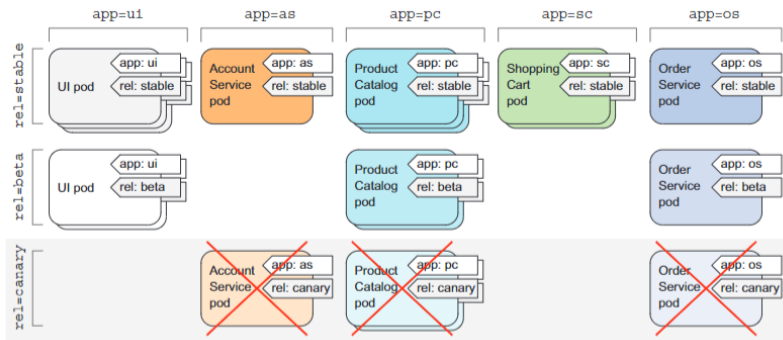 app=ui
app=as
app=pc
app=sc
app=os
rel=stable
UI pod
app: ui
rel: stable
Account
Service
pod
app: as
rel: stable
Product
Catalog
pod
app: pc
rel: stable
Shopping
Cart
pod
app: sc
rel: stable
Order
Service
pod
app: os
rel: stable
rel=beta
UI pod
app: ui
rel: beta
Product
Catalog
pod
app: pc
rel: beta
Order
Service
pod
app: os
rel: beta
rel=canary
Account
Service
pod
app: as
rel: canary
Product
Catalog
pod
app: pc
rel: canary
Order
Service
pod
app: os
rel: canary